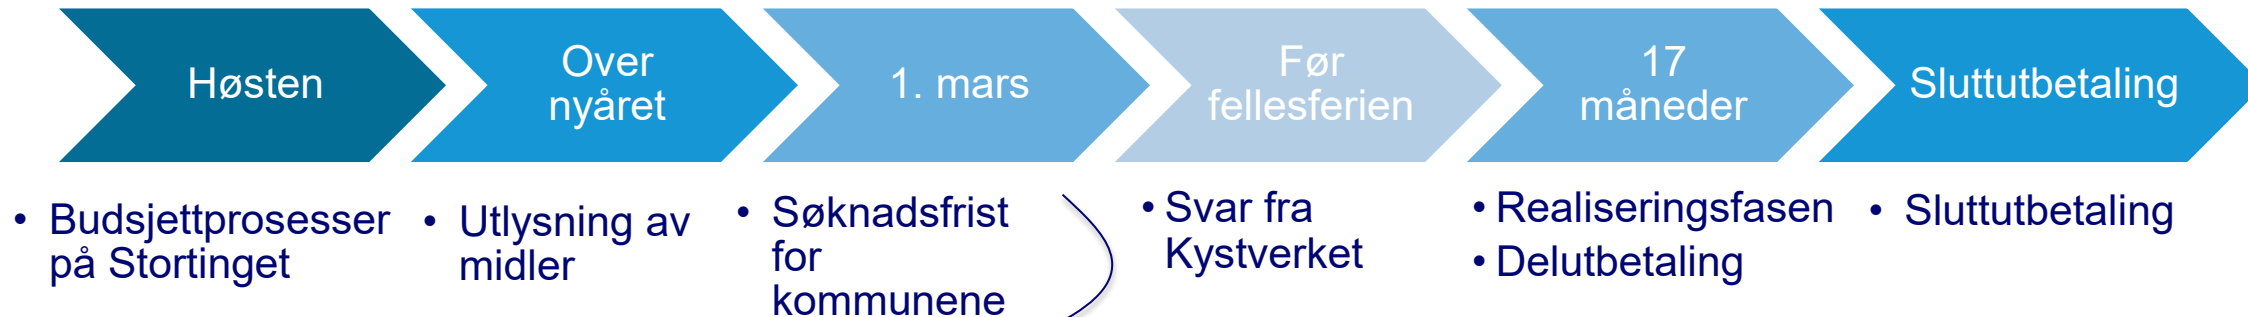 Høsten
Over
nyåret
1. mars
Før
fellesferien
17
måneder
Sluttutbetaling
• Budsjettprosesser
på Stortinget
• Utlysning av
midler
• Søknadsfrist
for
kommunene
• Svar fra
Kystverket
• Realiseringsfasen
• Delutbetaling
• Sluttutbetaling